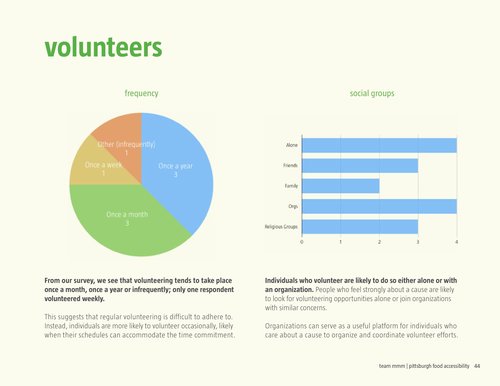 volunteers
frequency
Other (infrequently)
1
Once a week
1
Once a year
3
Once a month
3
social groups
Alone
Friends
Family
Orgs
Religious Groups
0 1 2 3 4
From our survey, we see that volunteering tends to take place
once a month, once a year or infrequently; only one respondent
volunteered weekly.
This suggests that regular volunteering is difficult to adhere to.
Instead, individuals are more likely to volunteer occasionally, likely
when their schedules can accommodate the time commitment.
Individuals who volunteer are likely to do so either alone or with
an organization. People who feel strongly about a cause are likely
to look for volunteering opportunities alone or join organizations
with similar concerns.
Organizations can serve as a useful platform for individuals who
care about a cause to organize and coordinate volunteer efforts.
team mmm | pittsburgh food accessibility 44